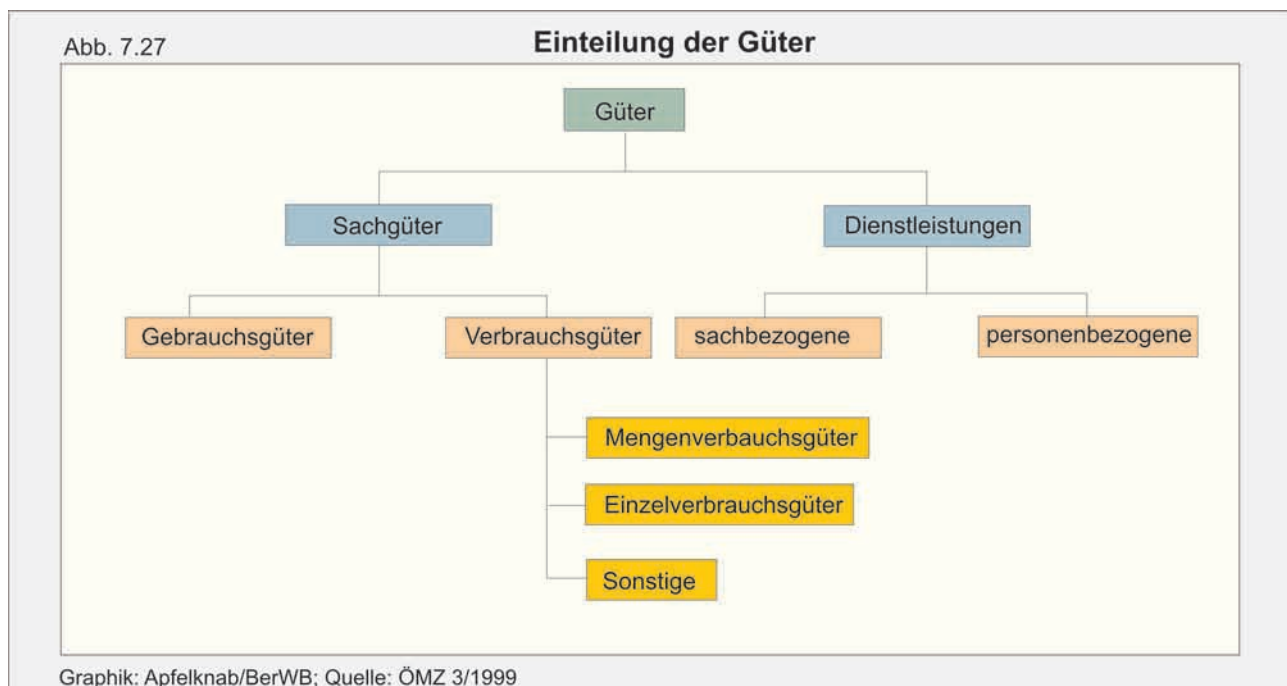 Abb. 7.27
Einteilung der Güter
Güter
Sachgüter
Dienstleistungen
Gebrauchsgüter
Verbrauchsgüter
sachbezogene
personenbezogene
Mengenverbauchsgüter
Einzelverbrauchsgüter
Sonstige
Graphik: Apfelknab/BerWB; Quelle: ÖMZ 3/1999